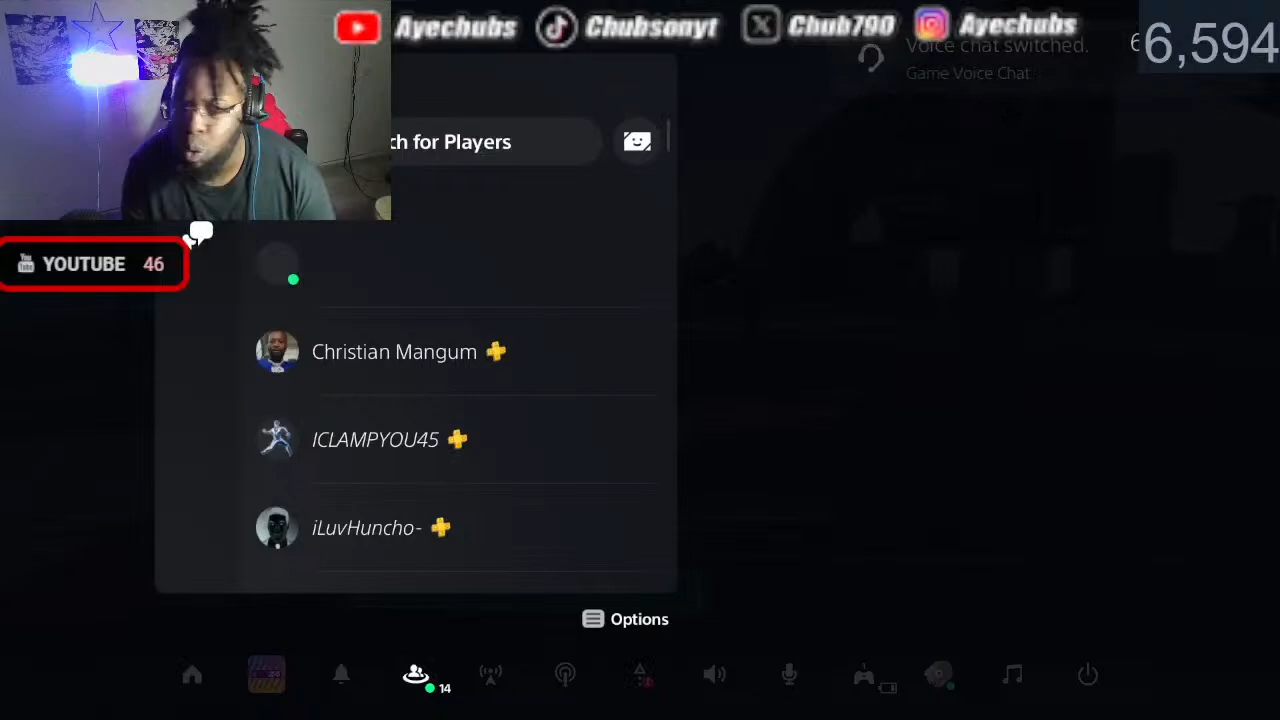 Ayechubs
Chubsonyt
Chub790
Ayechubs
6,594
Voice chat switched.
Game Voice Chat
ch for Players
YOUTUBE 46
Christian Mangum
ICLAMPYOU45
iLuvHuncho-
Options
14